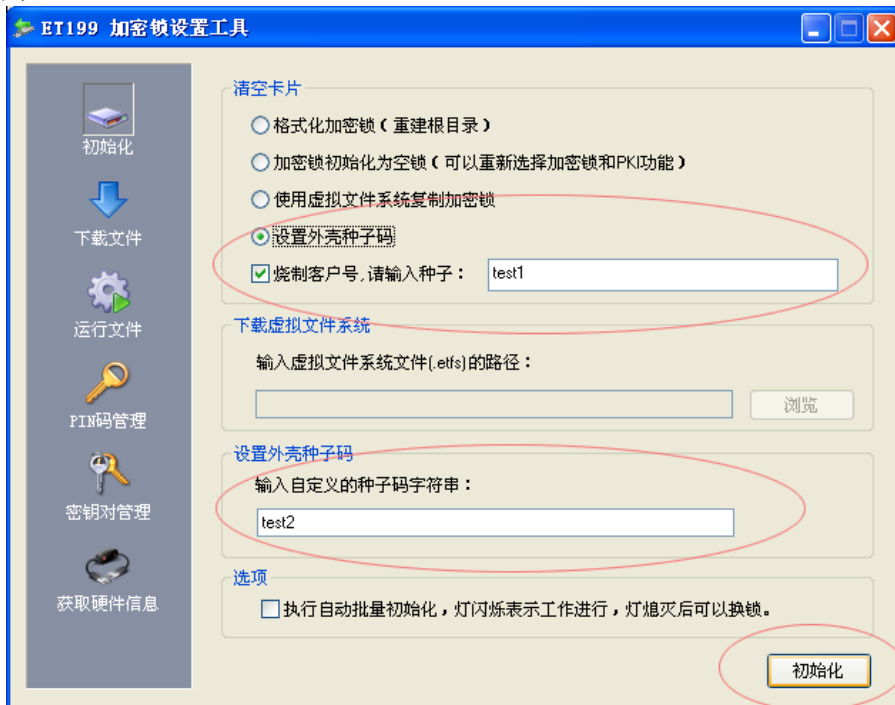 ET199 加密锁设置工具
初始化
下载文件
运行文件
PIN码管理
密钥对管理
获取硬件信息
清空卡片
格式化加密锁(重建根目录)
加密锁初始化为空锁(可以重新选择加密锁和PKI功能)
使用虚拟文件系统复制加密锁
设置外壳种子码
烧制客户号,请输入种子: test1
下载虚拟文件系统
输入虚拟文件系统文件(.etfs)的路径:
浏览
设置外壳种子码
输入自定义的种子码字符串:
test2
选项
执行自动批量初始化,灯闪烁表示工作进行,灯熄灭后可以换锁。
初始化